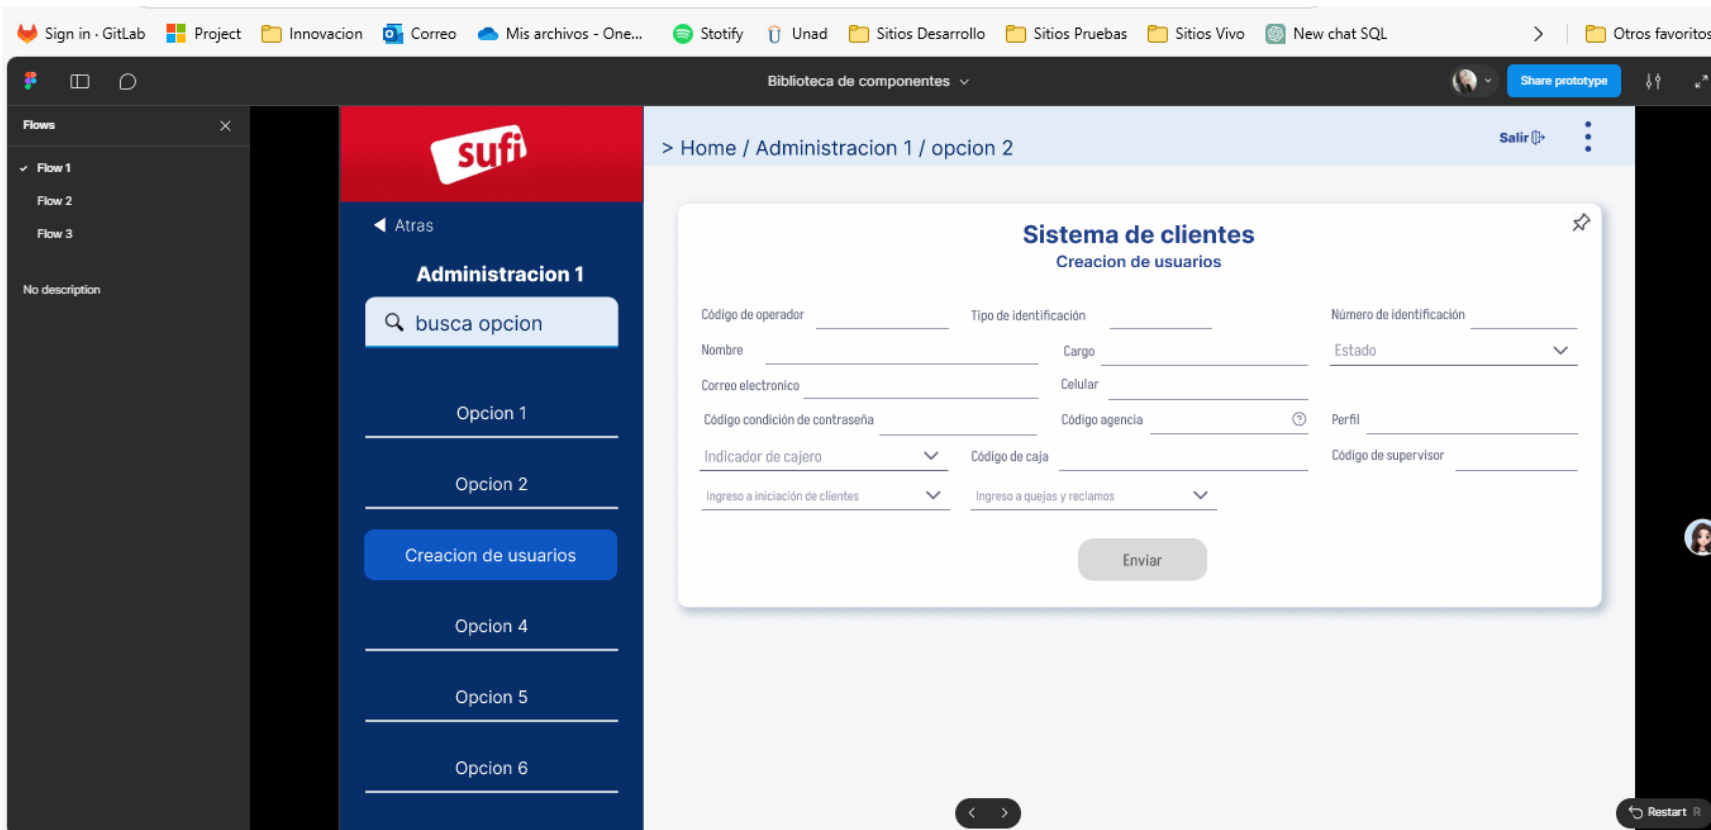 Sign in · GitLab Project Innovacion Correo Mis archivos - One... Stotify Unad Sitios Desarrollo Sitios Pruebas Sitios Vivo New chat SQL Otros favoritos
Biblioteca de componentes
Share prototype
Flows
Flow 1
Flow 2
Flow 3
No description
sufi
Atras
Administracion 1
busca opcion
Opcion 1
Opcion 2
Creacion de usuarios
Opcion 4
Opcion 5
Opcion 6
> Home / Administracion 1 / opcion 2
Salir
Sistema de clientes
Creacion de usuarios
Código de operador Tipo de identificación Número de identificación
Nombre Cargo Estado
Correo electronico Celular
Código condición de contraseña Código agencia Perfil
Indicador de cajero Código de caja Código de supervisor
Ingreso a iniciación de clientes Ingreso a quejas y reclamos
Enviar
Restart R